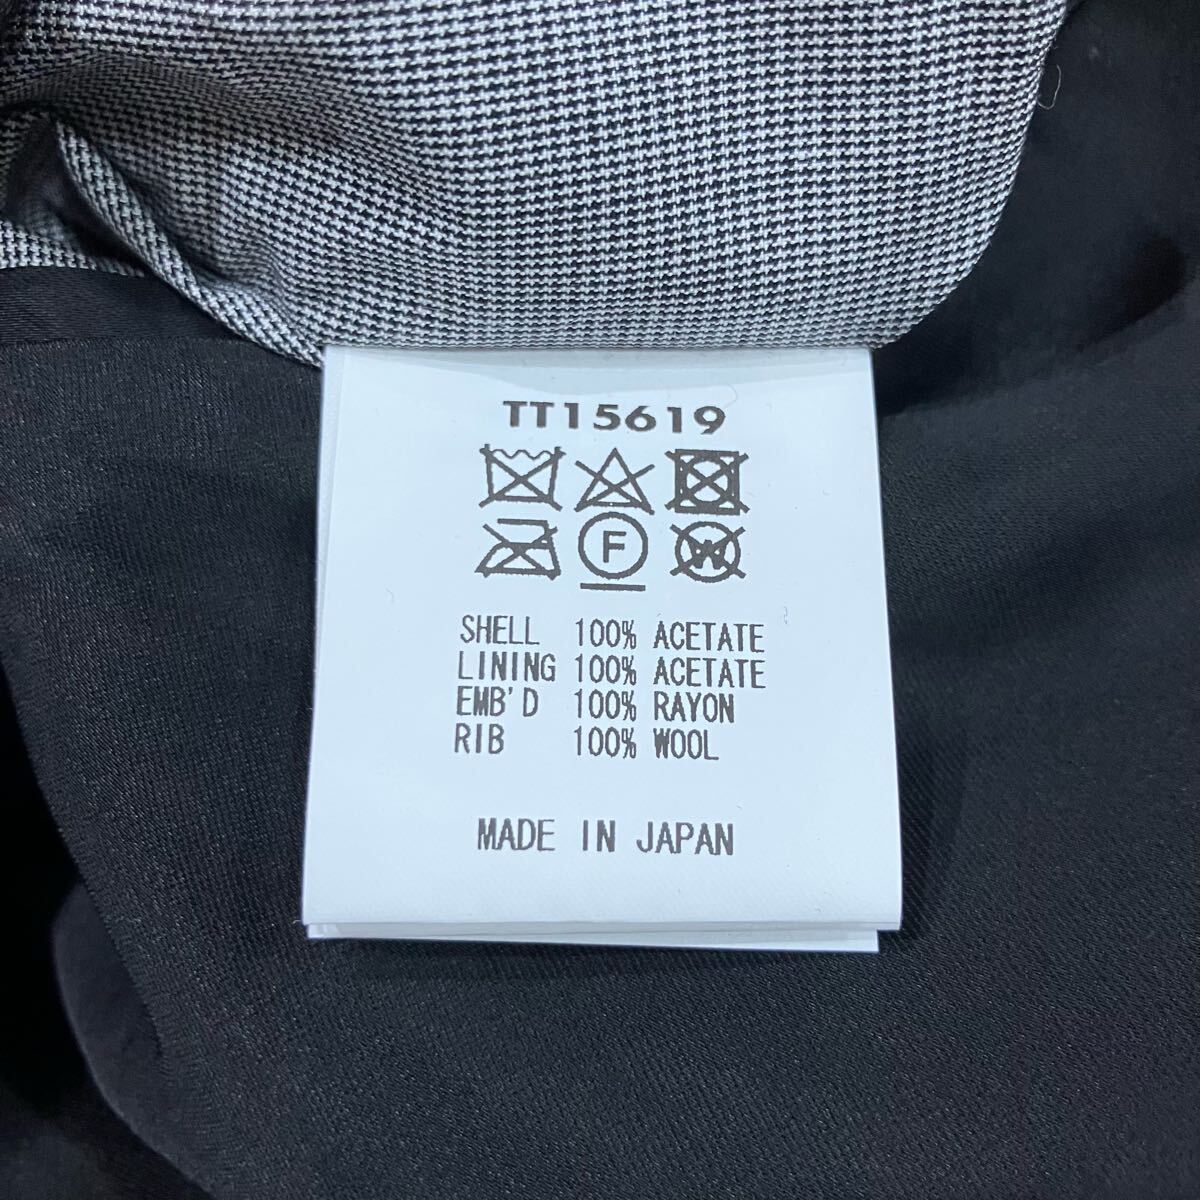 TT15619
F W
SHELL 100% ACETATE
LINING 100% ACETATE
EMB'D 100% RAYON
RIB 100% WOOL
MADE IN JAPAN